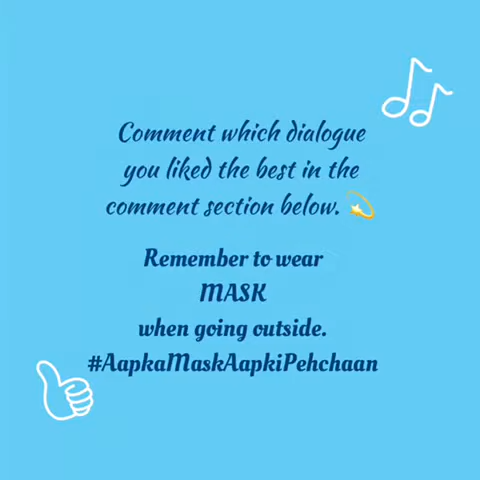 Comment which dialogue
you liked the best in the
comment section below. 💫
Remember to wear
MASK
when going outside.
#AapkaMaskAapkiPehchaan